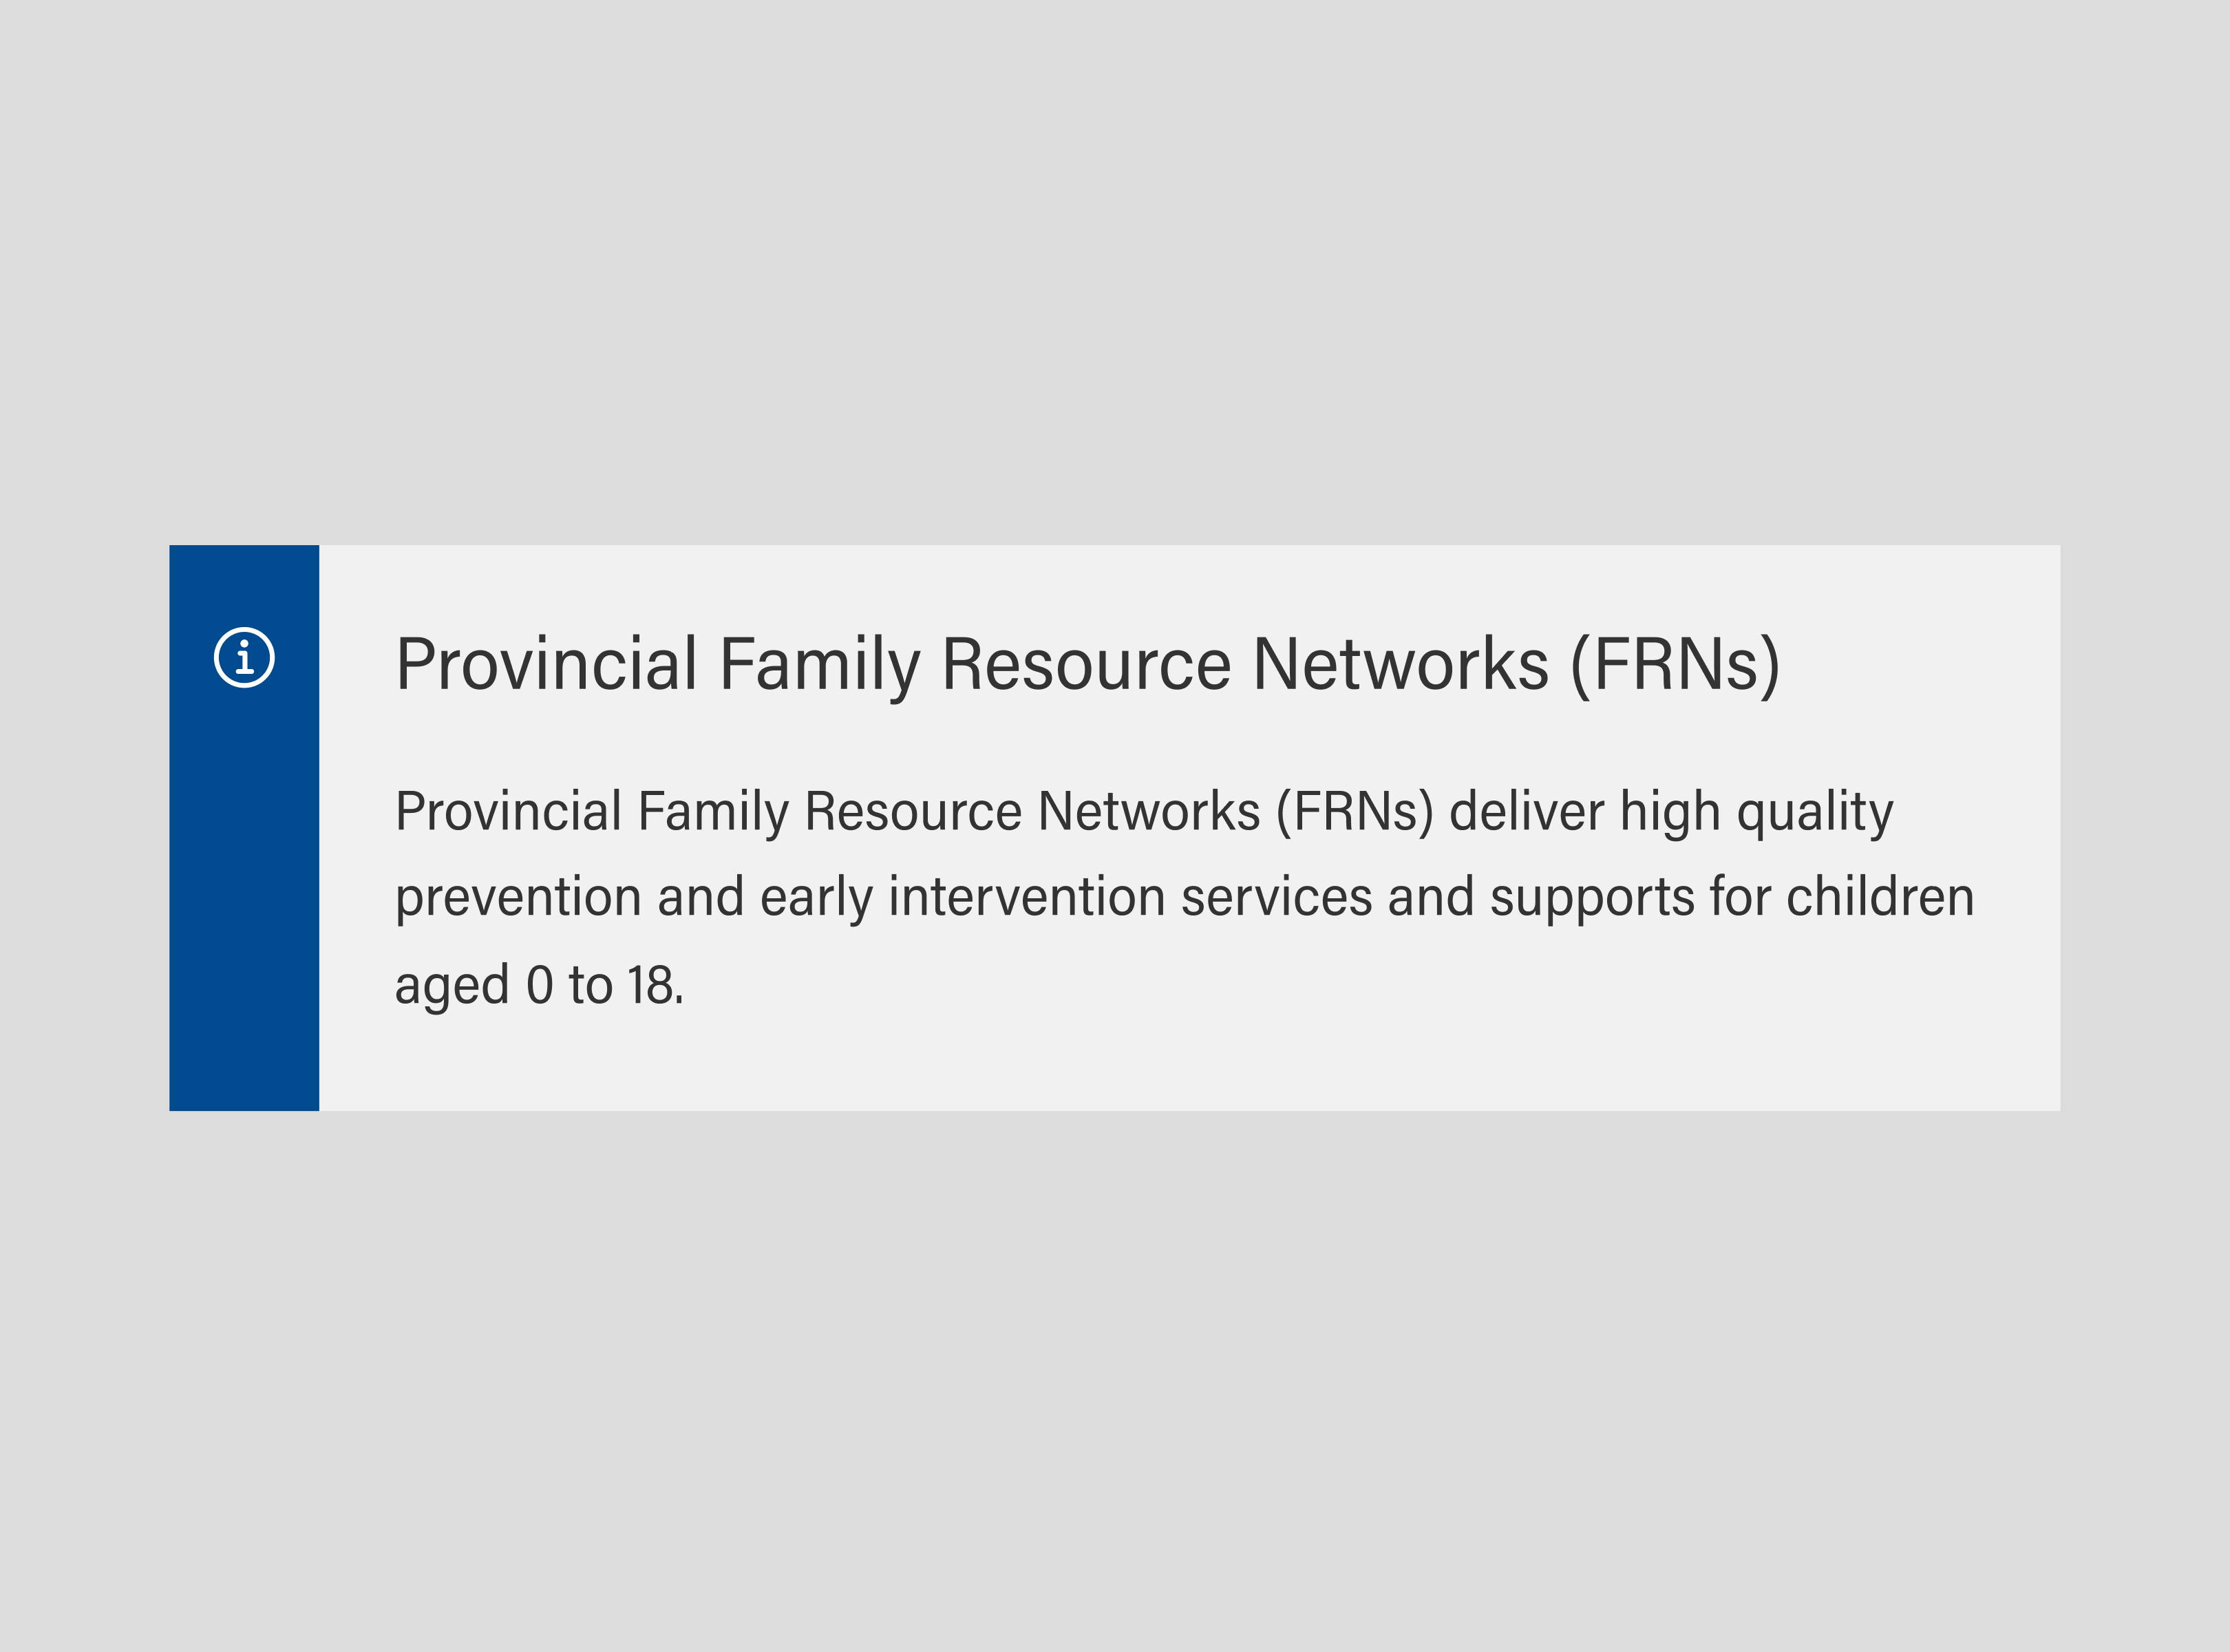 Provincial Family Resource Networks (FRNs)
Provincial Family Resource Networks (FRNs) deliver high quality
prevention and early intervention services and supports for children
aged 0 to 18.